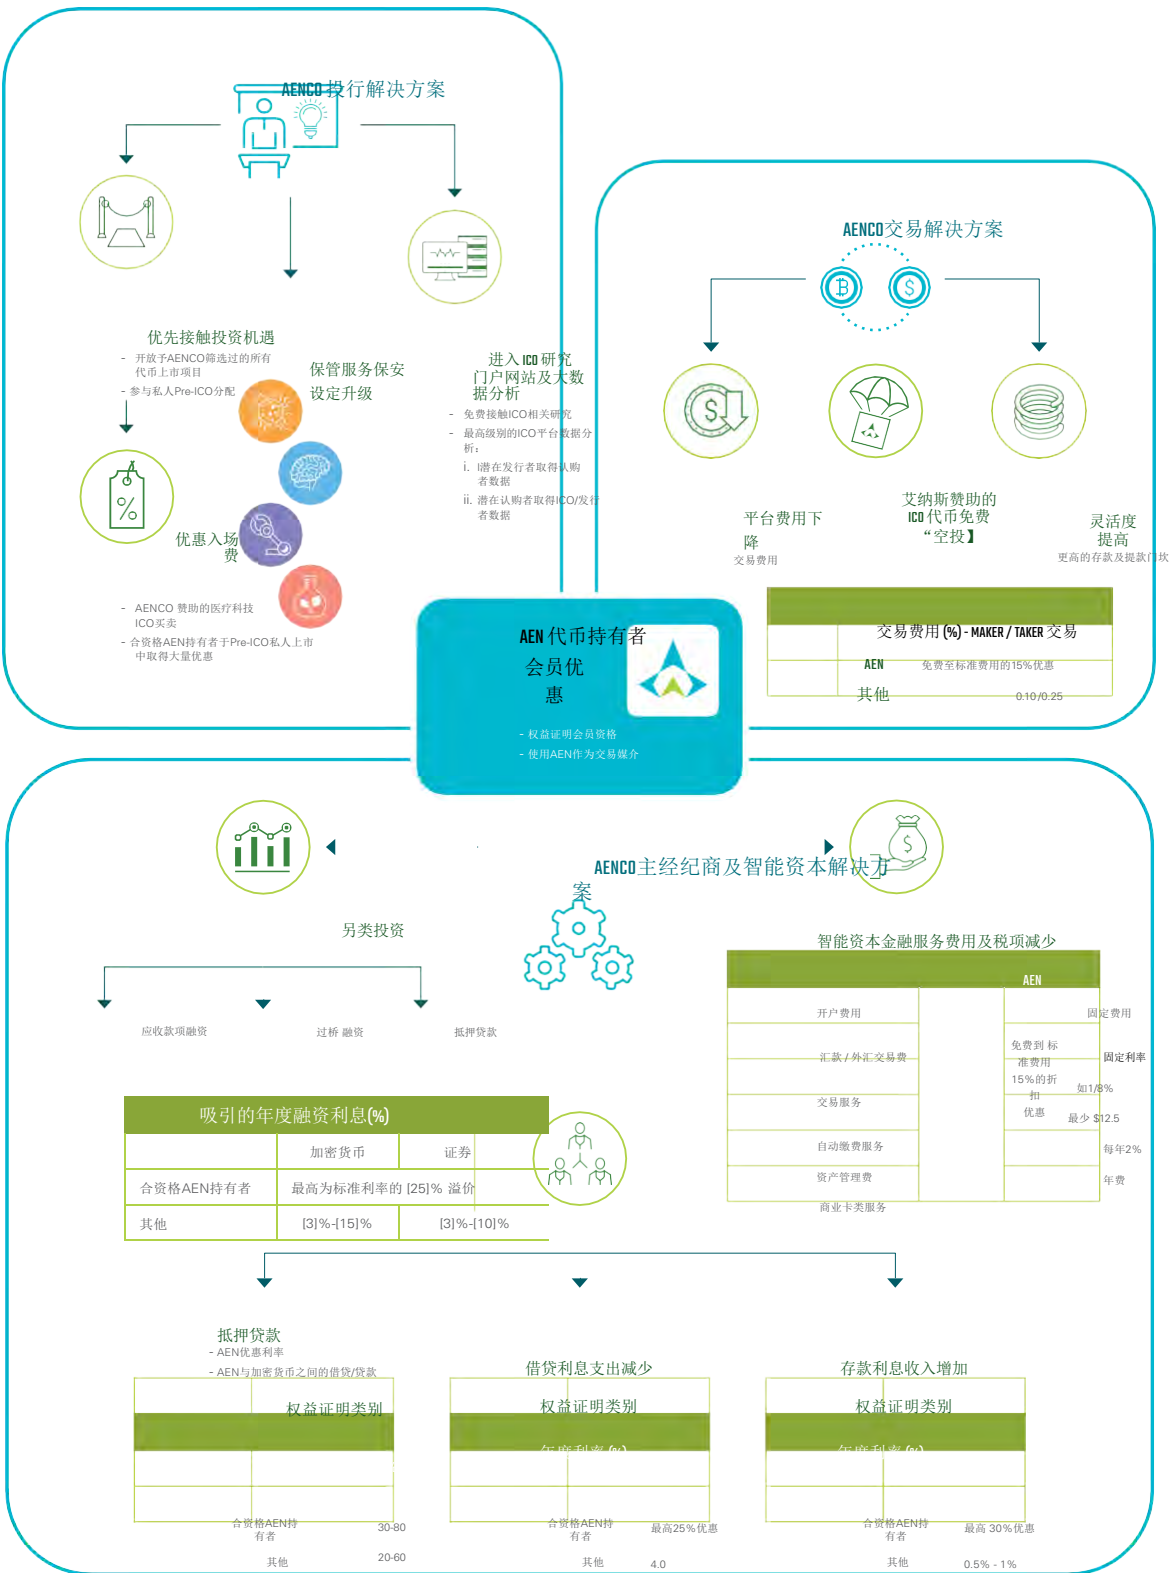 AENCO 投行解决方案
优先接触投资机遇
- 开放予AENCO筛选过的所有
代币上市项目
- 参与私人Pre-ICO分配
保管服务保安
设定升级
进入 ICO 研究
门户网站及大数
据分析
- 免费接触ICO相关研究
- 最高级别的ICO平台数据分
析：
i. I潜在发行者取得认购
者数据
ii. 潜在认购者取得ICO/发行
者数据
优惠入场
费
- AENCO 赞助的医疗科技
ICO买卖
- 合资格AEN持有者于Pre-ICO私人上市
中取得大量优惠
AENCO交易解决方案
平台费用下
降
交易费用
艾纳斯赞助的
ICO 代币免费
“空投】
灵活度
提高
更高的存款及提款门坎
交易费用 (%) - MAKER / TAKER 交易
AEN 免费至标准费用的15%优惠
其他 0.10/0.25
AEN 代币持有者
会员优
惠
- 权益证明会员资格
- 使用AEN作为交易媒介
AENCO主经纪商及智能资本解决方
案
另类投资
应收款项融资
过桥 融资
抵押贷款
吸引的年度融资利息(%)
加密货币 证券
合资格AEN持有者 最高为标准利率的 [25]% 溢价
其他 [3]%-[15]% [3]%-[10]%
智能资本金融服务费用及税项减少
AEN
开户费用 固定费用
汇款 / 外汇交易费
免费到 标
准费用
15%的折
扣
优惠
固定利率
如1/8%
交易服务
最少 $12.5
自动缴费服务 每年2%
资产管理费 年费
商业卡类服务
抵押贷款
- AEN优惠利率
- AEN与加密货币之间的借贷/贷款
权益证明类别
合资格AEN持
有者
30-80
其他 20-60
借贷利息支出减少
权益证明类别
年度利率 (%)
合资格AEN持
有者
最高25%优惠
其他 4.0
存款利息收入增加
权益证明类别
年度利率 (%)
合资格AEN持
有者
最高 30%优惠
其他 0.5% - 1%